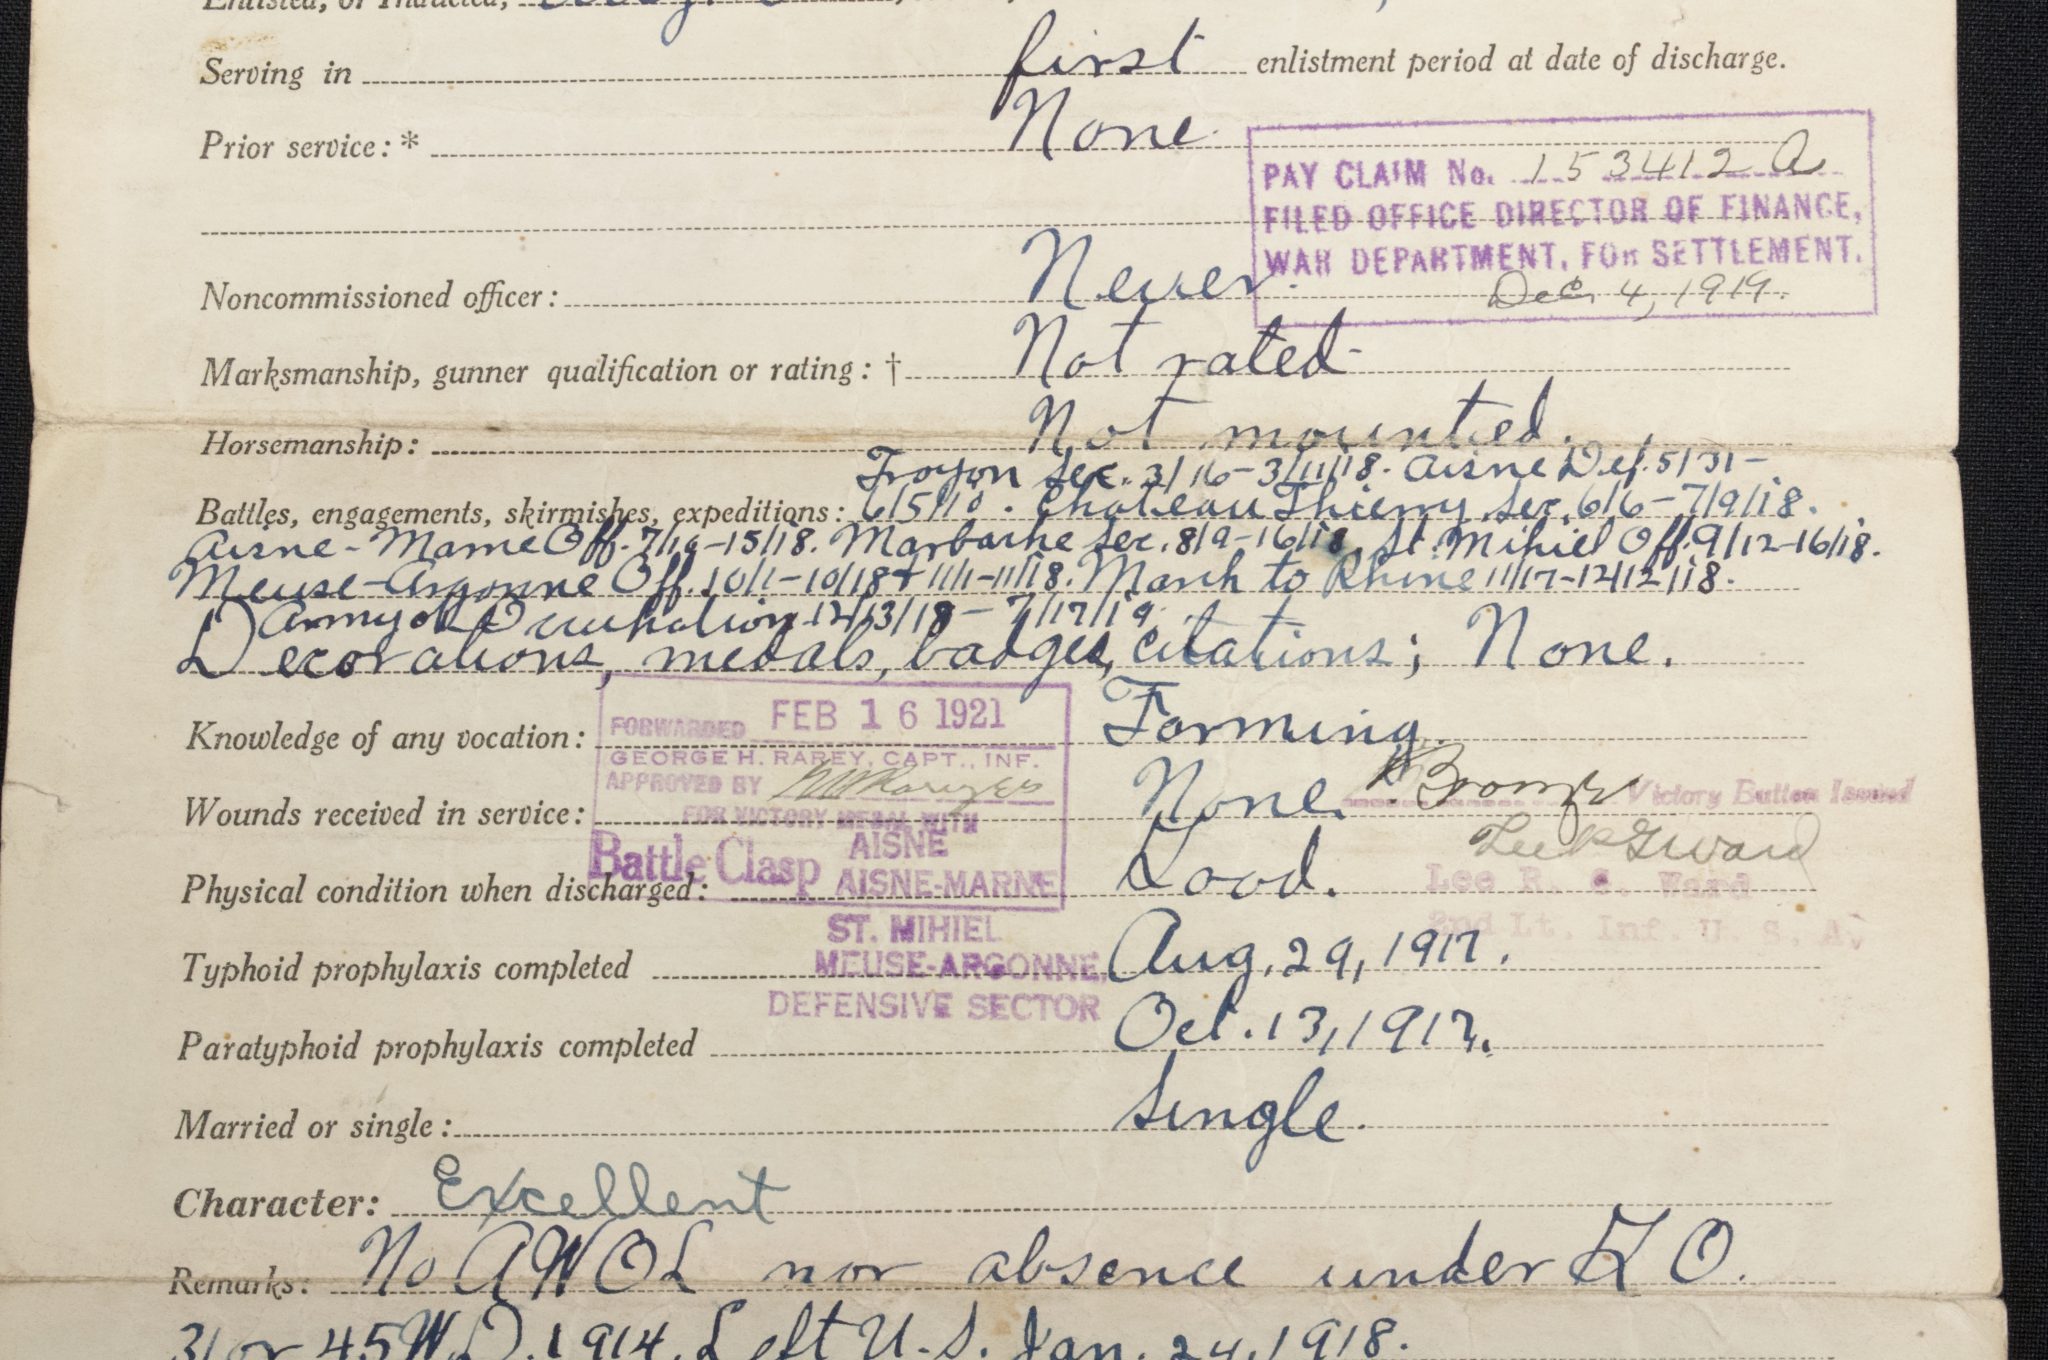 Enlisted, or Inducted,
Serving in first enlistment period at date of discharge.
Prior service:* None.
PAY CLAIM No. 153412 A
FILED OFFICE DIRECTOR OF FINANCE,
WAR DEPARTMENT, FOR SETTLEMENT.
Dec. 4, 1919.
Noncommissioned officer: Never.
Marksmanship, gunner qualification or rating: † Not rated
Horsemanship: Not mounted.
Troyon Sec. 3/16-3/11/18. Aisne Def. 5/31-
Battles, engagements, skirmishes, expeditions: 6/5/18. Chateau Thierry Sec. 6/6-7/9/18.
Aisne-Marne Off. 7/10-15/18. Marbache Sec. 8/9-16/18. St. Mihiel Off. 9/12-16/18.
Meuse-Argonne Off. 10/1-10/18 + 11/1-11/18. March to Rhine 11/17-12/12/18.
Army of Occupation 12/13/18 - 7/17/19.
Decorations, medals, badges, citations; None.
Knowledge of any vocation: Farming.
FORWARDED FEB 16 1921
GEORGE H. RAREY, CAPT., INF.
APPROVED BY
FOR VICTORY MEDAL WITH
Battle Clasp AISNE
AISNE-MARNE
ST. MIHIEL
MEUSE-ARGONNE,
DEFENSIVE SECTOR
Wounds received in service: None.
Bronze Victory Button Issued
Lee R. G. Ward
2nd Lt. Inf. U. S. A.
Physical condition when discharged: Good.
Typhoid prophylaxis completed Aug. 29, 1917.
Paratyphoid prophylaxis completed Oct. 13, 1917.
Married or single: Single.
Character: Excellent
Remarks: No AWOL nor absence under G O.
31 or 45 W.D. 1914. Left U.S. Jan. 24, 1918.